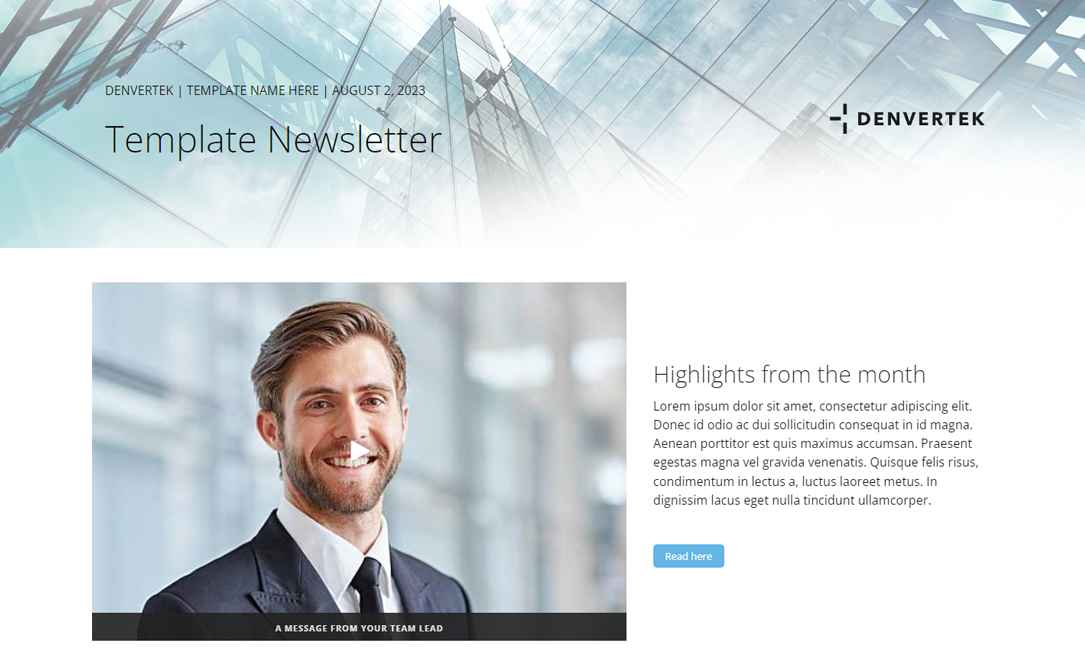 DENVERTEK | TEMPLATE NAME HERE | AUGUST 2, 2023
Template Newsletter
DENVERTEK
Highlights from the month
Lorem ipsum dolor sit amet, consectetur adipiscing elit.
Donec id odio ac dui sollicitudin consequat in id magna.
Aenean porttitor est quis maximus accumsan. Praesent
egestas magna vel gravida venenatis. Quisque felis risus,
condimentum in lectus a, luctus laoreet metus. In
dignissim lacus eget nulla tincidunt ullamcorper.
Read here
A MESSAGE FROM YOUR TEAM LEAD